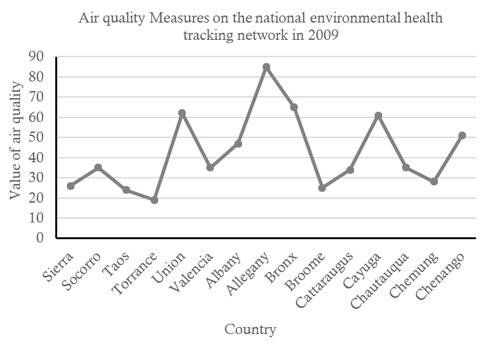 Air quality Measures on the national environmental health
tracking network in 2009
Value of air quality
90
80
70
60
50
40
30
20
10
0
Sierra
Socorro
Taos
Torrance
Union
Valencia
Albany
Allegany
Bronx
Broome
Cattaraugus
Cayuga
Chautauqua
Chemung
Chenango
Country